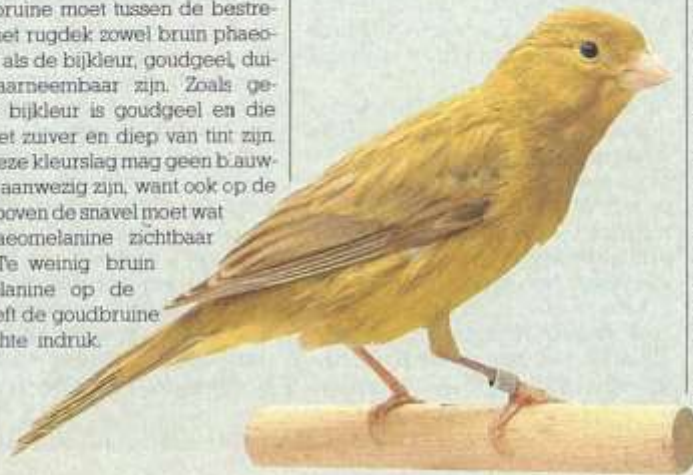 bruine moet tussen de bestre-
et rugdek zowel bruin phaeo-
als de bijkleur, goudgeel, dui-
aarneembaar zijn. Zoals ge-
bijkleur is goudgeel en die
et zuiver en diep van tint zijn.
eze kleurslag mag geen blauw-
aanwezig zijn, want ook op de
boven de snavel moet wat
aeomelanine zichtbaar
Te weinig bruin
lanine op de
eft de goudbruine
hte indruk.